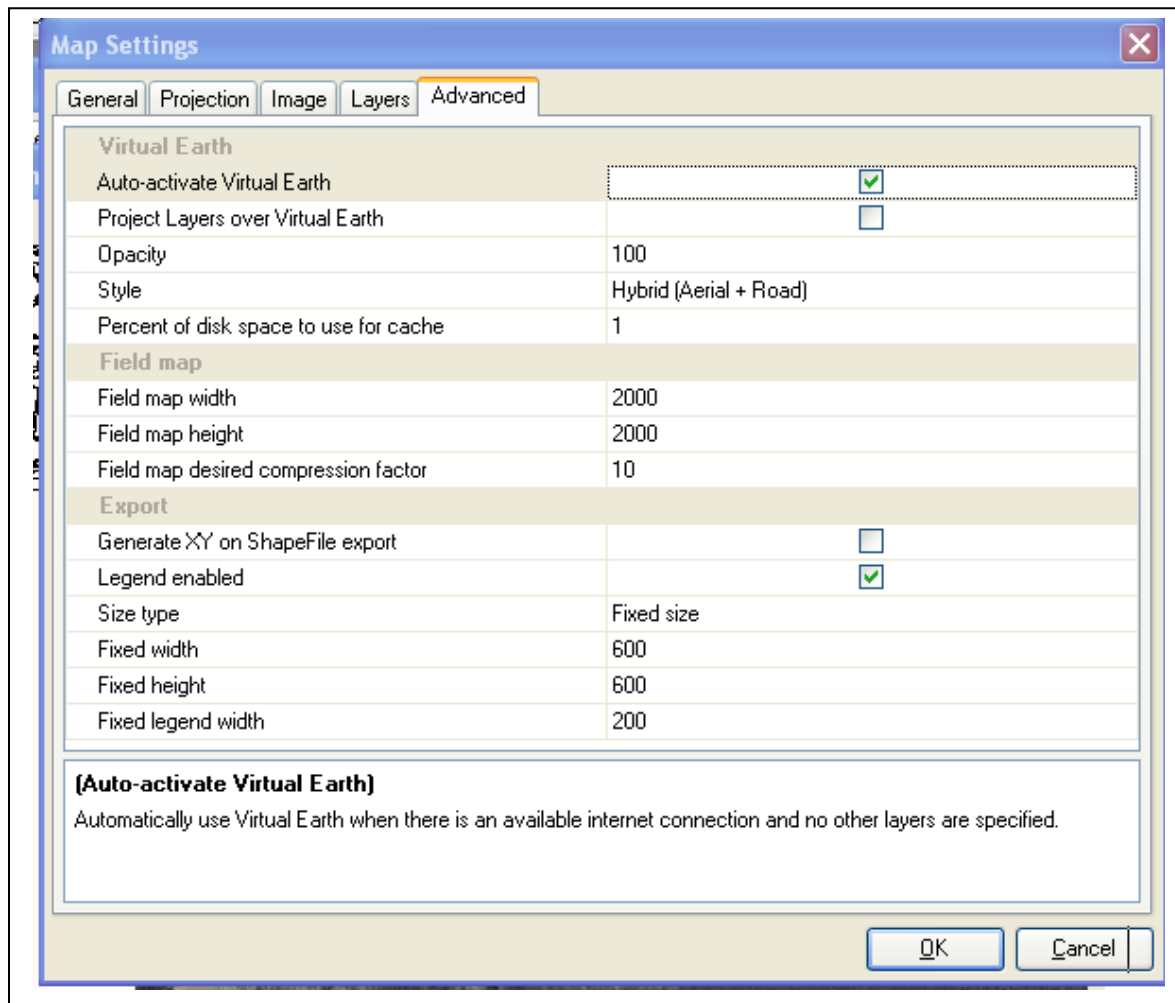 Map Settings
General Projection Image Layers Advanced
Virtual Earth
Auto-activate Virtual Earth
Project Layers over Virtual Earth
Opacity 100
Style Hybrid (Aerial + Road)
Percent of disk space to use for cache 1
Field map
Field map width 2000
Field map height 2000
Field map desired compression factor 10
Export
Generate XY on ShapeFile export
Legend enabled
Size type Fixed size
Fixed width 600
Fixed height 600
Fixed legend width 200
(Auto-activate Virtual Earth)
Automatically use Virtual Earth when there is an available internet connection and no other layers are specified.
OK Cancel